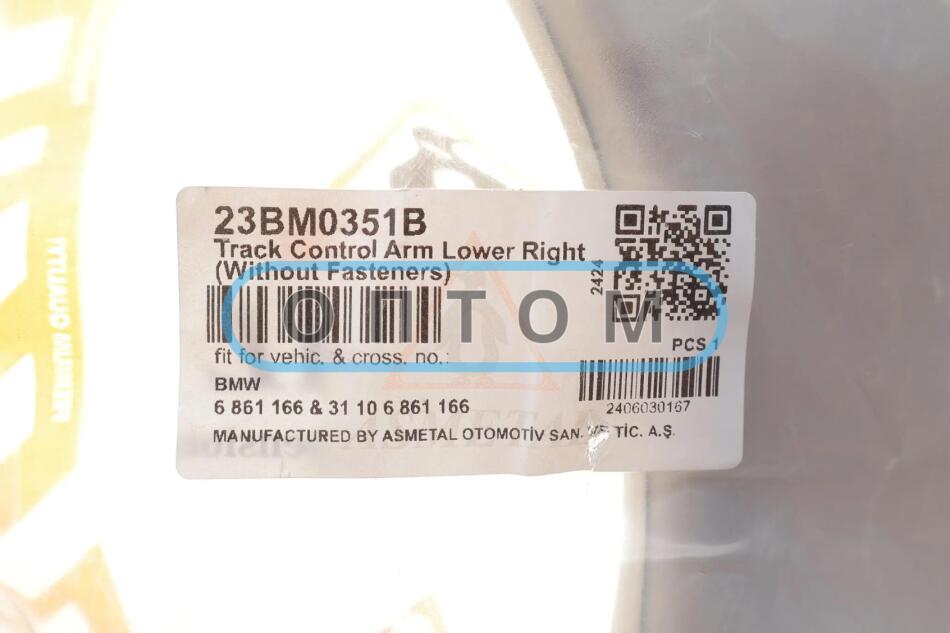 23BM0351B
Track Control Arm Lower Right
(Without Fasteners)
2424
ОПТОМ
fit for vehic. & cross. no.:
PCS 1
BMW
6 861 166 & 31 10 6 861 166
2406030167
MANUFACTURED BY ASMETAL OTOMOTİV SAN. VE TİC. A.Ş.
ASMETAL